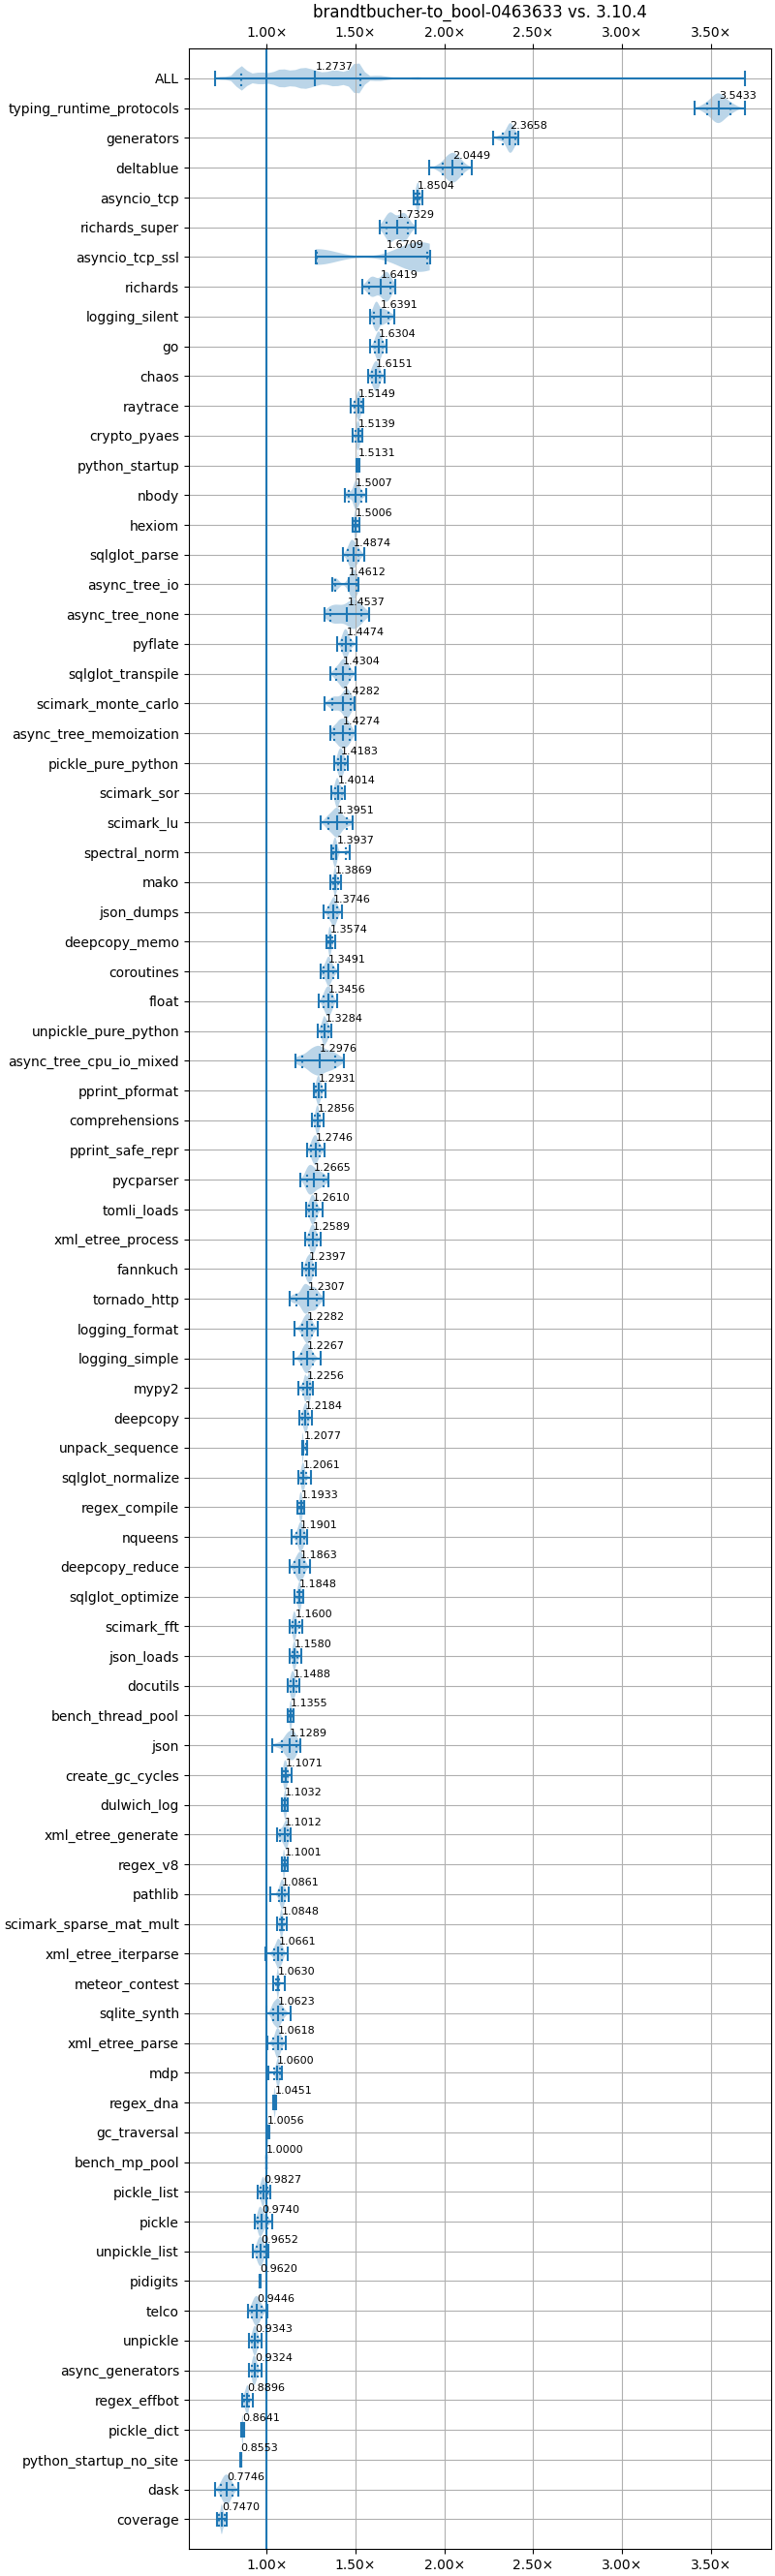 brandtbucher-to_bool-0463633 vs. 3.10.4
1.00× 1.50× 2.00× 2.50× 3.00× 3.50×
ALL 1.2737
typing_runtime_protocols 3.5433
generators 2.3658
deltablue 2.0449
asyncio_tcp 1.8504
richards_super 1.7329
asyncio_tcp_ssl 1.6709
richards 1.6419
logging_silent 1.6391
go 1.6304
chaos 1.6151
raytrace 1.5149
crypto_pyaes 1.5139
python_startup 1.5131
nbody 1.5007
hexiom 1.5006
sqlglot_parse 1.4874
async_tree_io 1.4612
async_tree_none 1.4537
pyflate 1.4474
sqlglot_transpile 1.4304
scimark_monte_carlo 1.4282
async_tree_memoization 1.4274
pickle_pure_python 1.4183
scimark_sor 1.4014
scimark_lu 1.3951
spectral_norm 1.3937
mako 1.3869
json_dumps 1.3746
deepcopy_memo 1.3574
coroutines 1.3491
float 1.3456
unpickle_pure_python 1.3284
async_tree_cpu_io_mixed 1.2976
pprint_pformat 1.2931
comprehensions 1.2856
pprint_safe_repr 1.2746
pycparser 1.2665
tomli_loads 1.2610
xml_etree_process 1.2589
fannkuch 1.2397
tornado_http 1.2307
logging_format 1.2282
logging_simple 1.2267
mypy2 1.2256
deepcopy 1.2184
unpack_sequence 1.2077
sqlglot_normalize 1.2061
regex_compile 1.1933
nqueens 1.1901
deepcopy_reduce 1.1863
sqlglot_optimize 1.1848
scimark_fft 1.1600
json_loads 1.1580
docutils 1.1488
bench_thread_pool 1.1355
json 1.1289
create_gc_cycles 1.1071
dulwich_log 1.1032
xml_etree_generate 1.1012
regex_v8 1.1001
pathlib 1.0861
scimark_sparse_mat_mult 1.0848
xml_etree_iterparse 1.0661
meteor_contest 1.0630
sqlite_synth 1.0623
xml_etree_parse 1.0618
mdp 1.0600
regex_dna 1.0451
gc_traversal 1.0056
bench_mp_pool 1.0000
pickle_list 0.9827
pickle 0.9740
unpickle_list 0.9652
pidigits 0.9620
telco 0.9446
unpickle 0.9343
async_generators 0.9324
regex_effbot 0.8896
pickle_dict 0.8641
python_startup_no_site 0.8553
dask 0.7746
coverage 0.7470
1.00× 1.50× 2.00× 2.50× 3.00× 3.50×